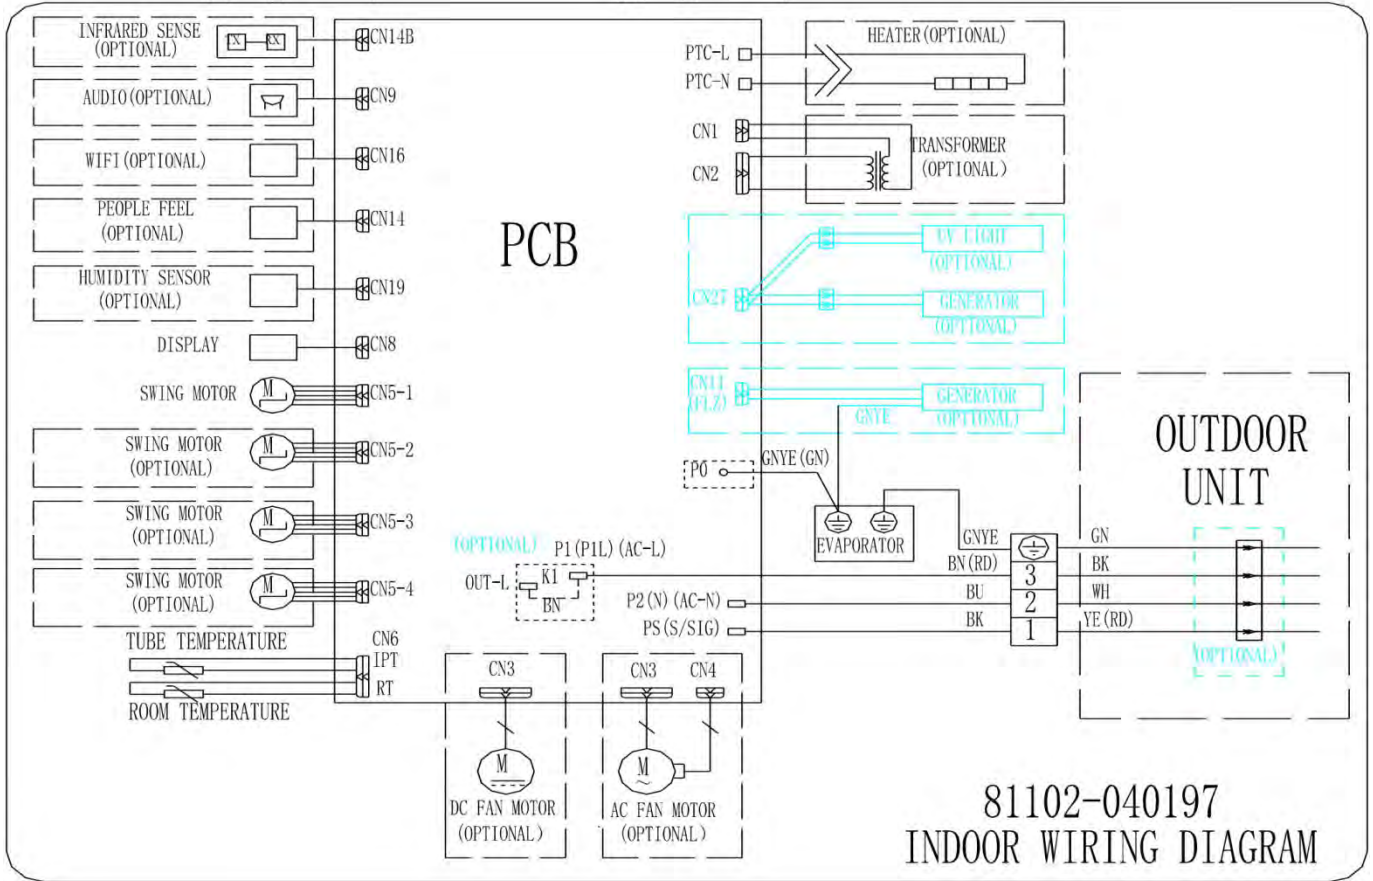 INFRARED SENSE
(OPTIONAL)
TX
RX
CN14B
AUDIO(OPTIONAL)
CN9
WIFI(OPTIONAL)
CN16
PEOPLE FEEL
(OPTIONAL)
CN14
HUMIDITY SENSOR
(OPTIONAL)
CN19
DISPLAY
CN8
SWING MOTOR
M
CN5-1
SWING MOTOR
(OPTIONAL)
M
CN5-2
SWING MOTOR
(OPTIONAL)
M
CN5-3
SWING MOTOR
(OPTIONAL)
M
CN5-4
TUBE TEMPERATURE
CN6
IPT
RT
ROOM TEMPERATURE
PCB
PTC-L
PTC-N
HEATER(OPTIONAL)
CN1
CN2
TRANSFORMER
(OPTIONAL)
CN27
UV LIGHT
(OPTIONAL)
GENERATOR
(OPTIONAL)
CN11
(FLZ)
GENERATOR
(OPTIONAL)
GNYE
P0
GNYE(GN)
EVAPORATOR
(OPTIONAL)
P1(P1L)(AC-L)
OUT-L
K1
BN
P2(N)(AC-N)
PS(S/SIG)
GNYE
BN(RD)
BU
BK
3
2
1
GN
BK
WH
YE(RD)
OUTDOOR
UNIT
(OPTIONAL)
CN3
M
DC FAN MOTOR
(OPTIONAL)
CN3
CN4
M
~
AC FAN MOTOR
(OPTIONAL)
81102-040197
INDOOR WIRING DIAGRAM